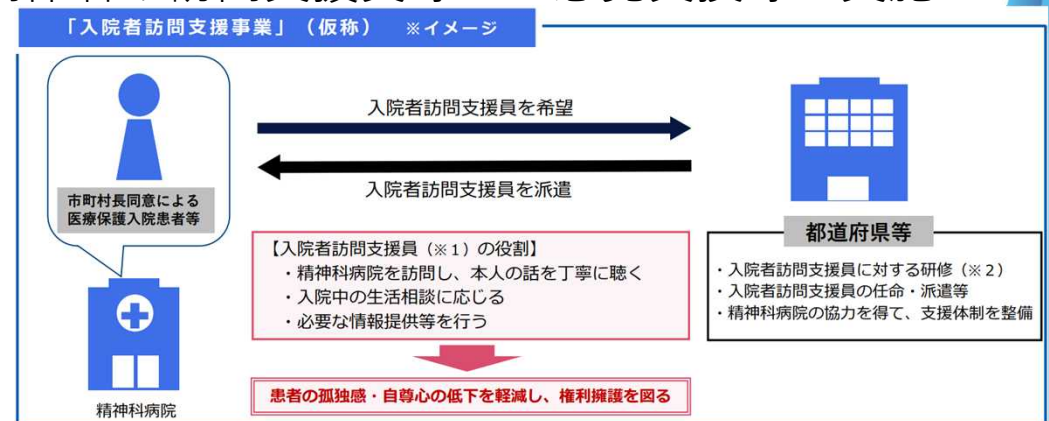 「入院者訪問支援事業」（仮称） ※イメージ
入院者訪問支援員を希望
入院者訪問支援員を派遣
市町村長同意による
医療保護入院患者等
精神科病院
【入院者訪問支援員（※１）の役割】
・精神科病院を訪問し、本人の話を丁寧に聴く
・入院中の生活相談に応じる
・必要な情報提供等を行う
患者の孤独感・自尊心の低下を軽減し、権利擁護を図る
都道府県等
・入院者訪問支援員に対する研修（※２）
・入院者訪問支援員の任命・派遣等
・精神科病院の協力を得て、支援体制を整備